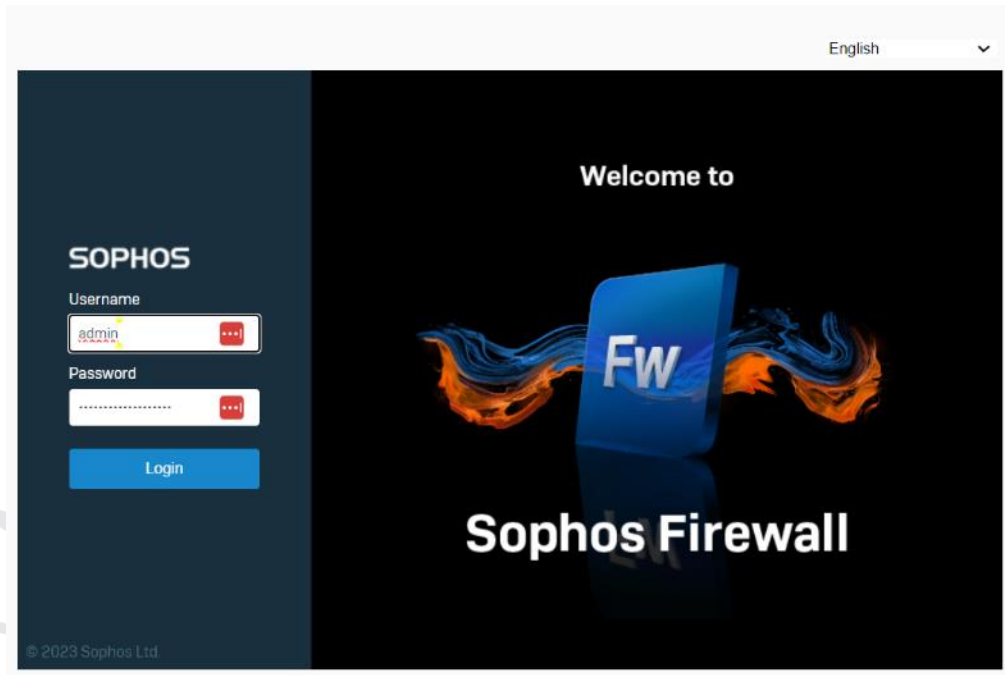 English
Welcome to
SOPHOS
Username
admin
Password
Fw
Login
Sophos Firewall
© 2023 Sophos Ltd.